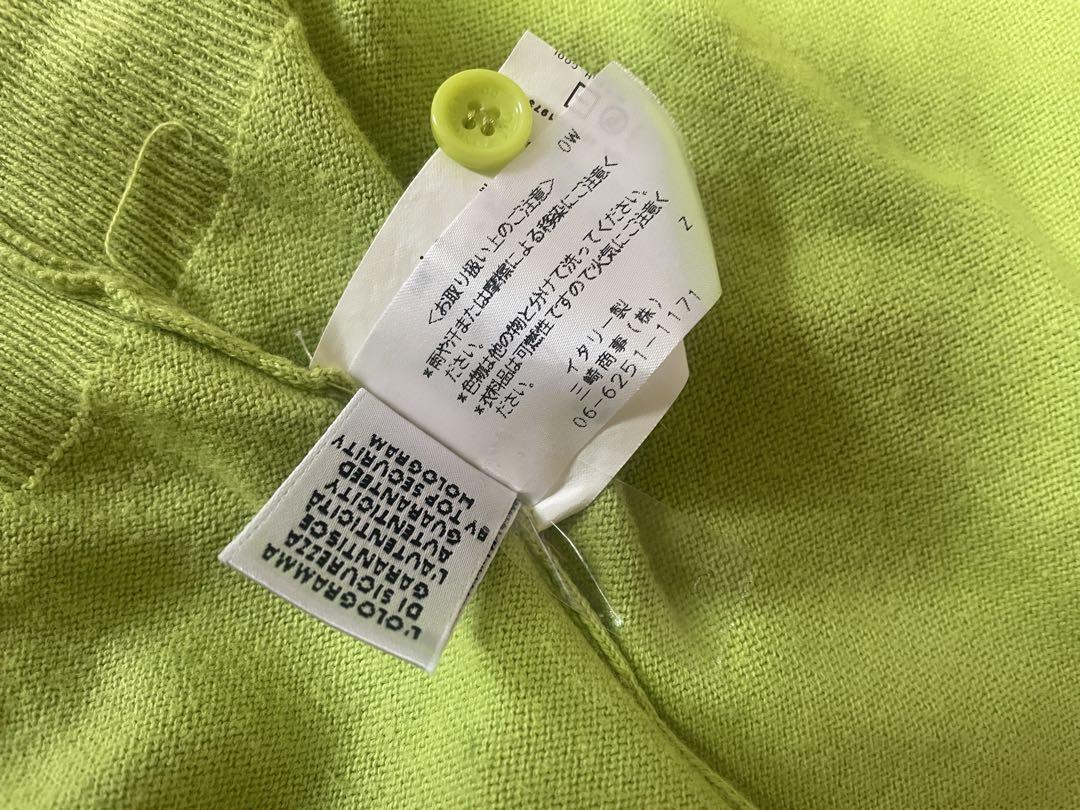 COOL
197
OW
<お取り扱い上のご注意>
*雨や汗または摩擦による移染にご注意く
ださい。
*色物は他の物と分けて洗ってください。
*衣料品は可燃性ですので火気にご注意く
ださい。
Z
イタリー製
三崎商事(株)
06-6251-1171
L'OLOGRAMMA
DI SICUREZZA
GARANTISCE
L'AUTENTICITÀ
AUTENTICITY
GUARANTEED
BY TOP SECURITY
HOLOGRAM